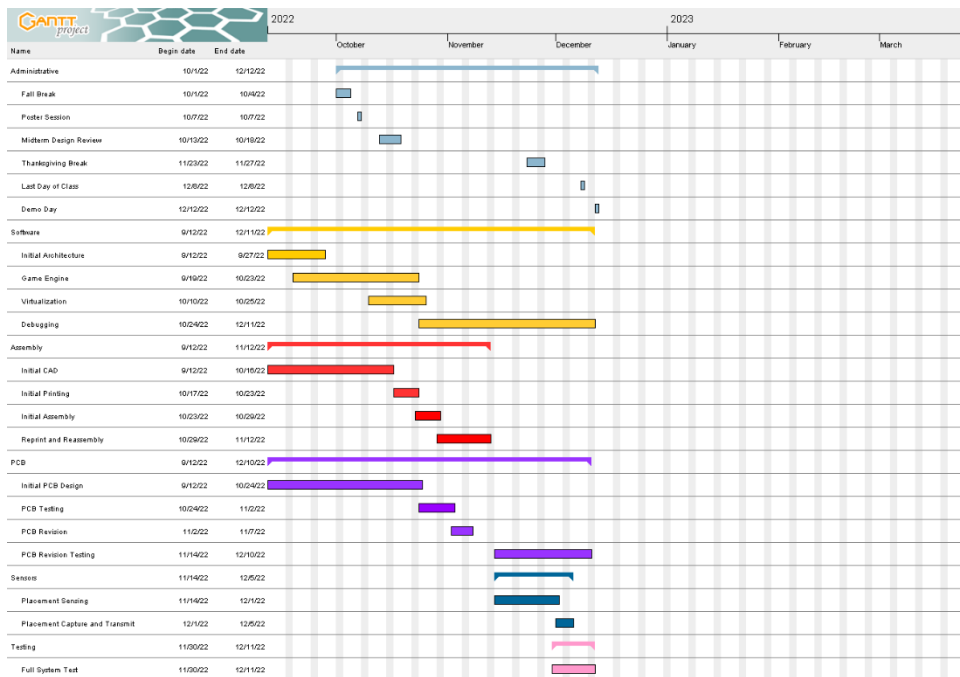 GANTT
project
2022
2023
October
November
December
January
February
March
Name Begin date End date
Administrative 10/1/22 12/12/22
Fall Break 10/1/22 10/4/22
Poster Session 10/7/22 10/7/22
Midterm Design Review 10/13/22 10/18/22
Thanksgiving Break 11/23/22 11/27/22
Last Day of Class 12/8/22 12/8/22
Demo Day 12/12/22 12/12/22
Software 9/12/22 12/11/22
Initial Architecture 9/12/22 9/27/22
Game Engine 9/19/22 10/23/22
Virtualization 10/10/22 10/25/22
Debugging 10/24/22 12/11/22
Assembly 9/12/22 11/12/22
Initial CAD 9/12/22 10/16/22
Initial Printing 10/17/22 10/23/22
Initial Assembly 10/23/22 10/29/22
Reprint and Reassembly 10/29/22 11/12/22
PCB 9/12/22 12/10/22
Initial PCB Design 9/12/22 10/24/22
PCB Testing 10/24/22 11/2/22
PCB Revision 11/2/22 11/7/22
PCB Revision Testing 11/14/22 12/10/22
Sensors 11/14/22 12/5/22
Placement Sensing 11/14/22 12/1/22
Placement Capture and Transmit 12/1/22 12/5/22
Testing 11/30/22 12/11/22
Full System Test 11/30/22 12/11/22